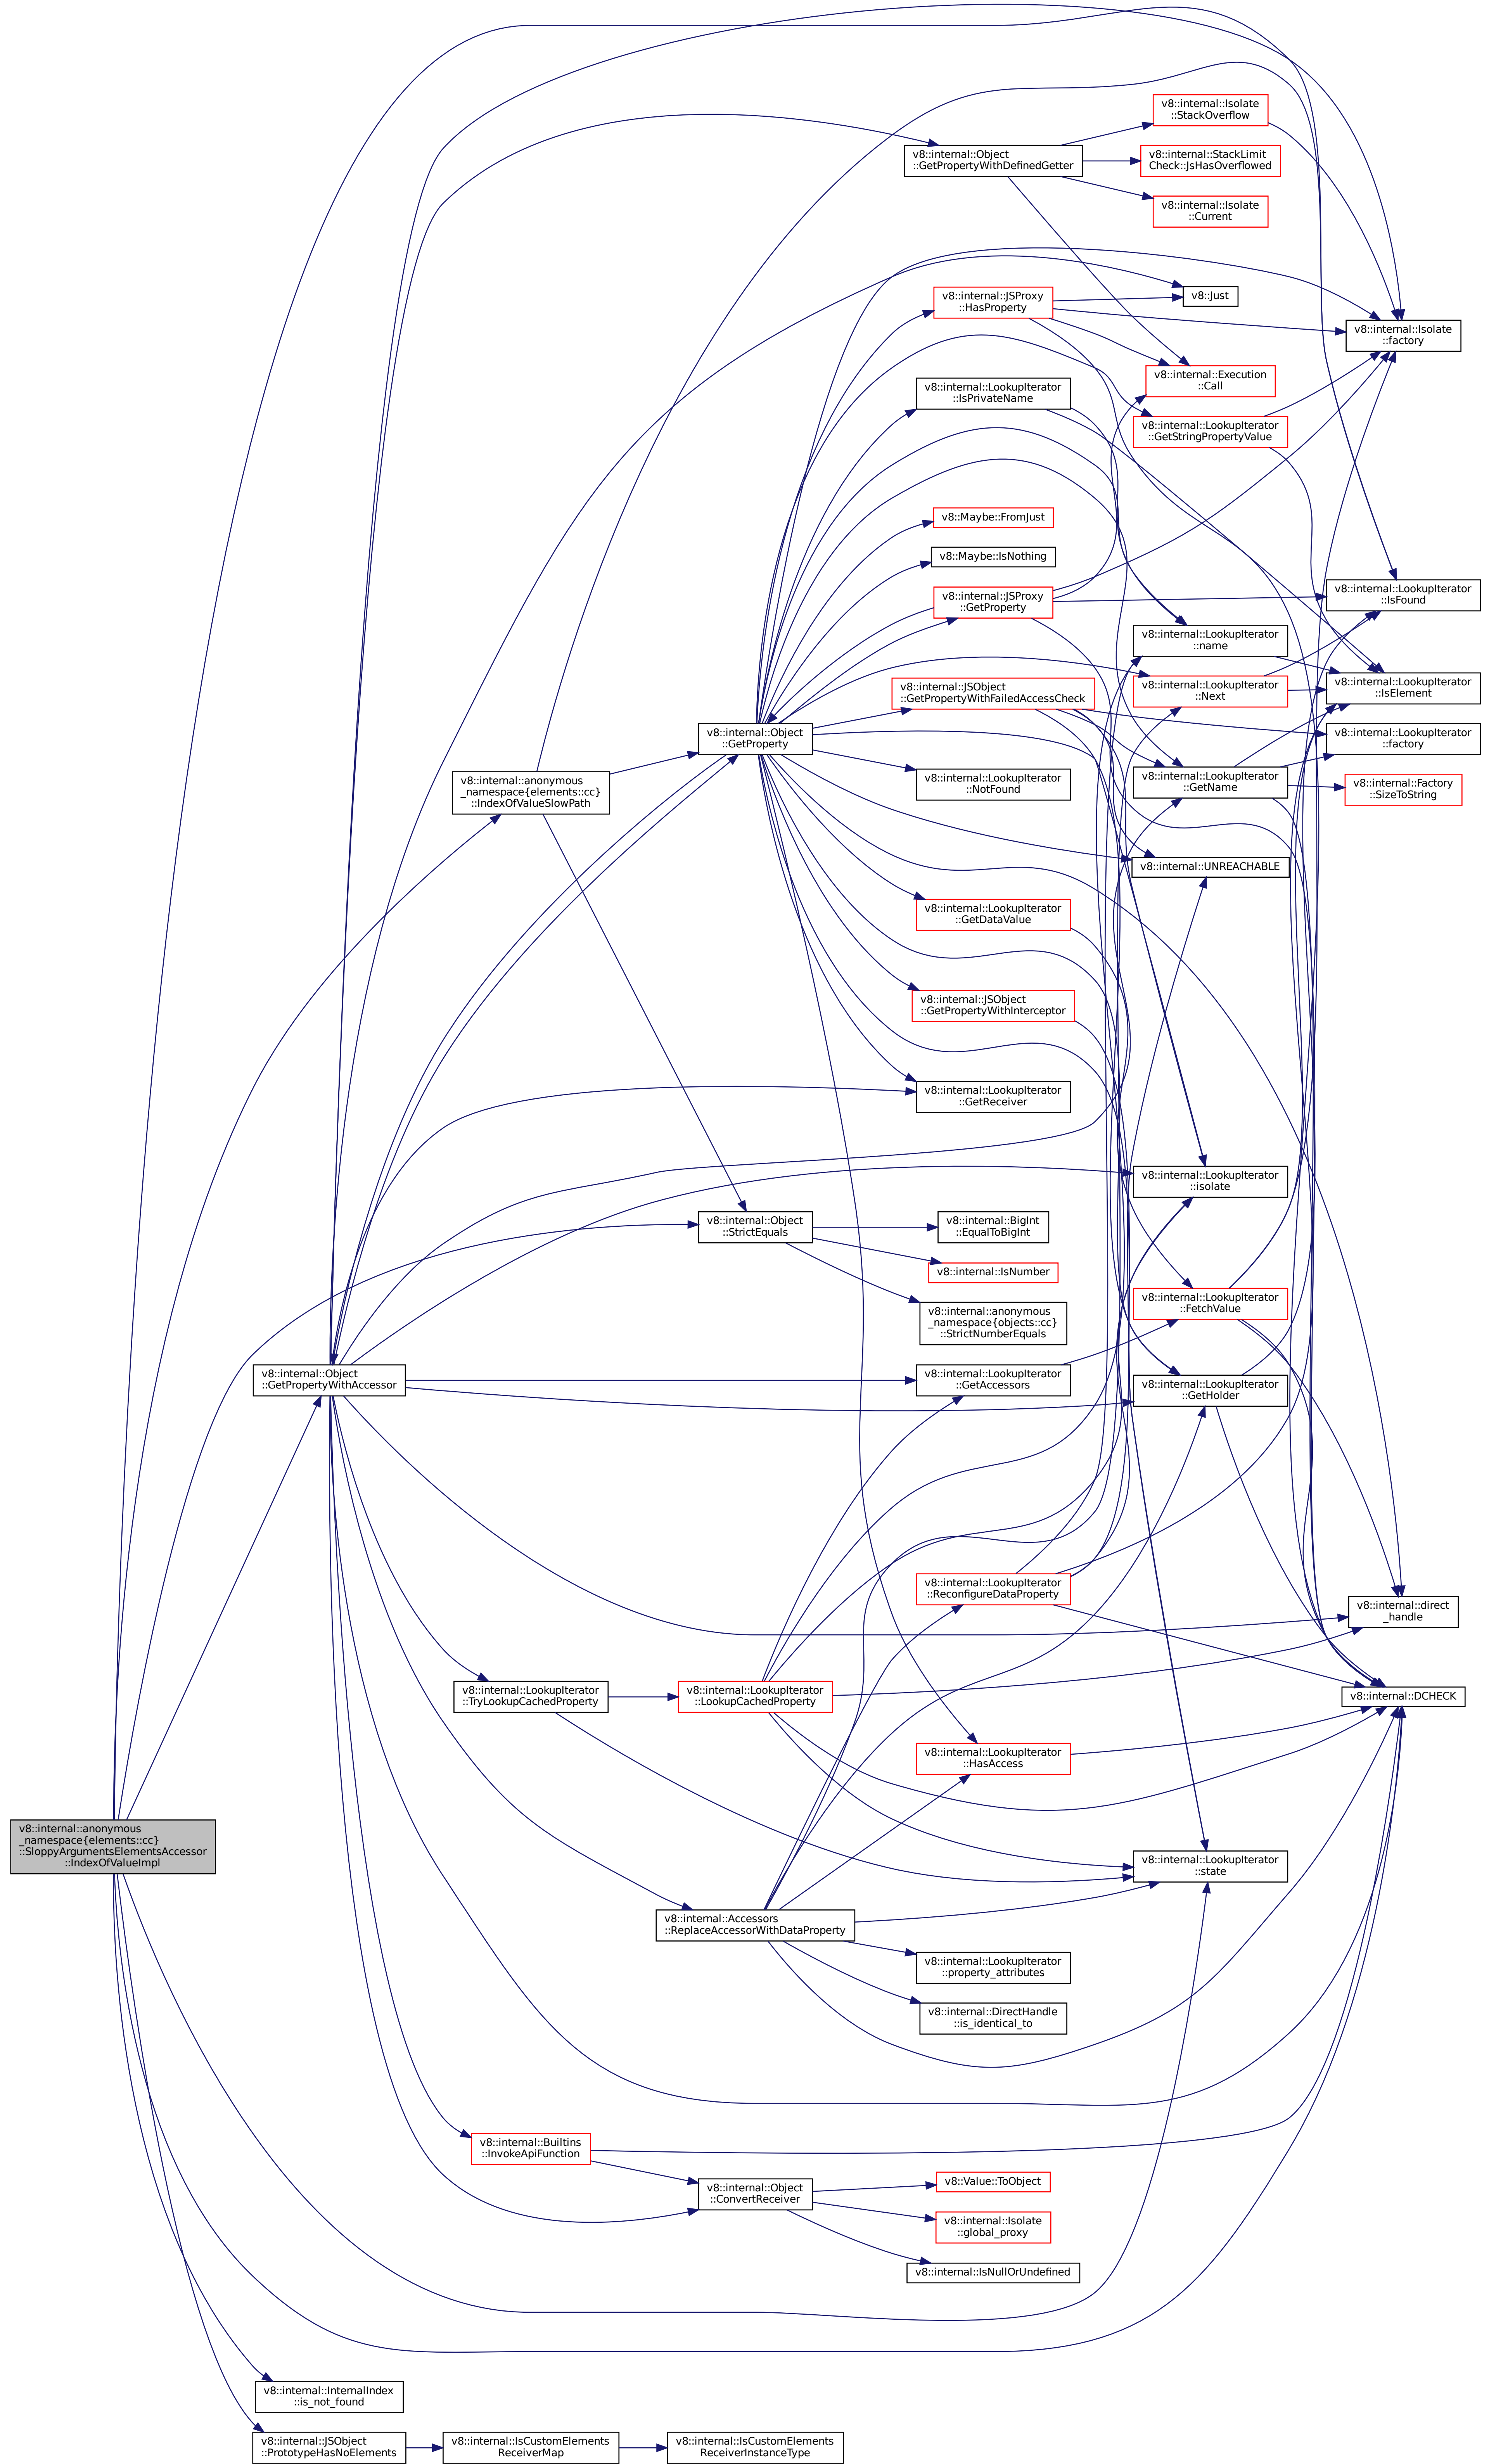 v8::internal::Isolate
::StackOverflow
v8::internal::Object
::GetPropertyWithDefinedGetter
v8::internal::StackLimit
Check::JsHasOverflowed
v8::internal::Isolate
::Current
v8::internal::JSProxy
::HasProperty
v8::Just
v8::internal::Isolate
::factory
v8::internal::Execution
::Call
v8::internal::LookupIterator
::IsPrivateName
v8::internal::LookupIterator
::GetStringPropertyValue
v8::Maybe::FromJust
v8::Maybe::IsNothing
v8::internal::JSProxy
::GetProperty
v8::internal::LookupIterator
::IsFound
v8::internal::LookupIterator
::name
v8::internal::JSObject
::GetPropertyWithFailedAccessCheck
v8::internal::LookupIterator
::Next
v8::internal::LookupIterator
::IsElement
v8::internal::Object
::GetProperty
v8::internal::LookupIterator
::factory
v8::internal::anonymous
_namespace{elements::cc}
::IndexOfValueSlowPath
v8::internal::LookupIterator
::NotFound
v8::internal::LookupIterator
::GetName
v8::internal::Factory
::SizeToString
v8::internal::UNREACHABLE
v8::internal::LookupIterator
::GetDataValue
v8::internal::JSObject
::GetPropertyWithInterceptor
v8::internal::LookupIterator
::GetReceiver
v8::internal::LookupIterator
::isolate
v8::internal::Object
::StrictEquals
v8::internal::BigInt
::EqualToBigInt
v8::internal::IsNumber
v8::internal::anonymous
_namespace{objects::cc}
::StrictNumberEquals
v8::internal::LookupIterator
::FetchValue
v8::internal::Object
::GetPropertyWithAccessor
v8::internal::LookupIterator
::GetAccessors
v8::internal::LookupIterator
::GetHolder
v8::internal::LookupIterator
::ReconfigureDataProperty
v8::internal::direct
_handle
v8::internal::LookupIterator
::TryLookupCachedProperty
v8::internal::LookupIterator
::LookupCachedProperty
v8::internal::DCHECK
v8::internal::LookupIterator
::HasAccess
v8::internal::anonymous
_namespace{elements::cc}
::SloppyArgumentsElementsAccessor
::IndexOfValueImpl
v8::internal::LookupIterator
::state
v8::internal::Accessors
::ReplaceAccessorWithDataProperty
v8::internal::LookupIterator
::property_attributes
v8::internal::DirectHandle
::is_identical_to
v8::internal::Builtins
::InvokeApiFunction
v8::internal::Object
::ConvertReceiver
v8::Value::ToObject
v8::internal::Isolate
::global_proxy
v8::internal::IsNullOrUndefined
v8::internal::InternalIndex
::is_not_found
v8::internal::JSObject
::PrototypeHasNoElements
v8::internal::IsCustomElements
ReceiverMap
v8::internal::IsCustomElements
ReceiverInstanceType